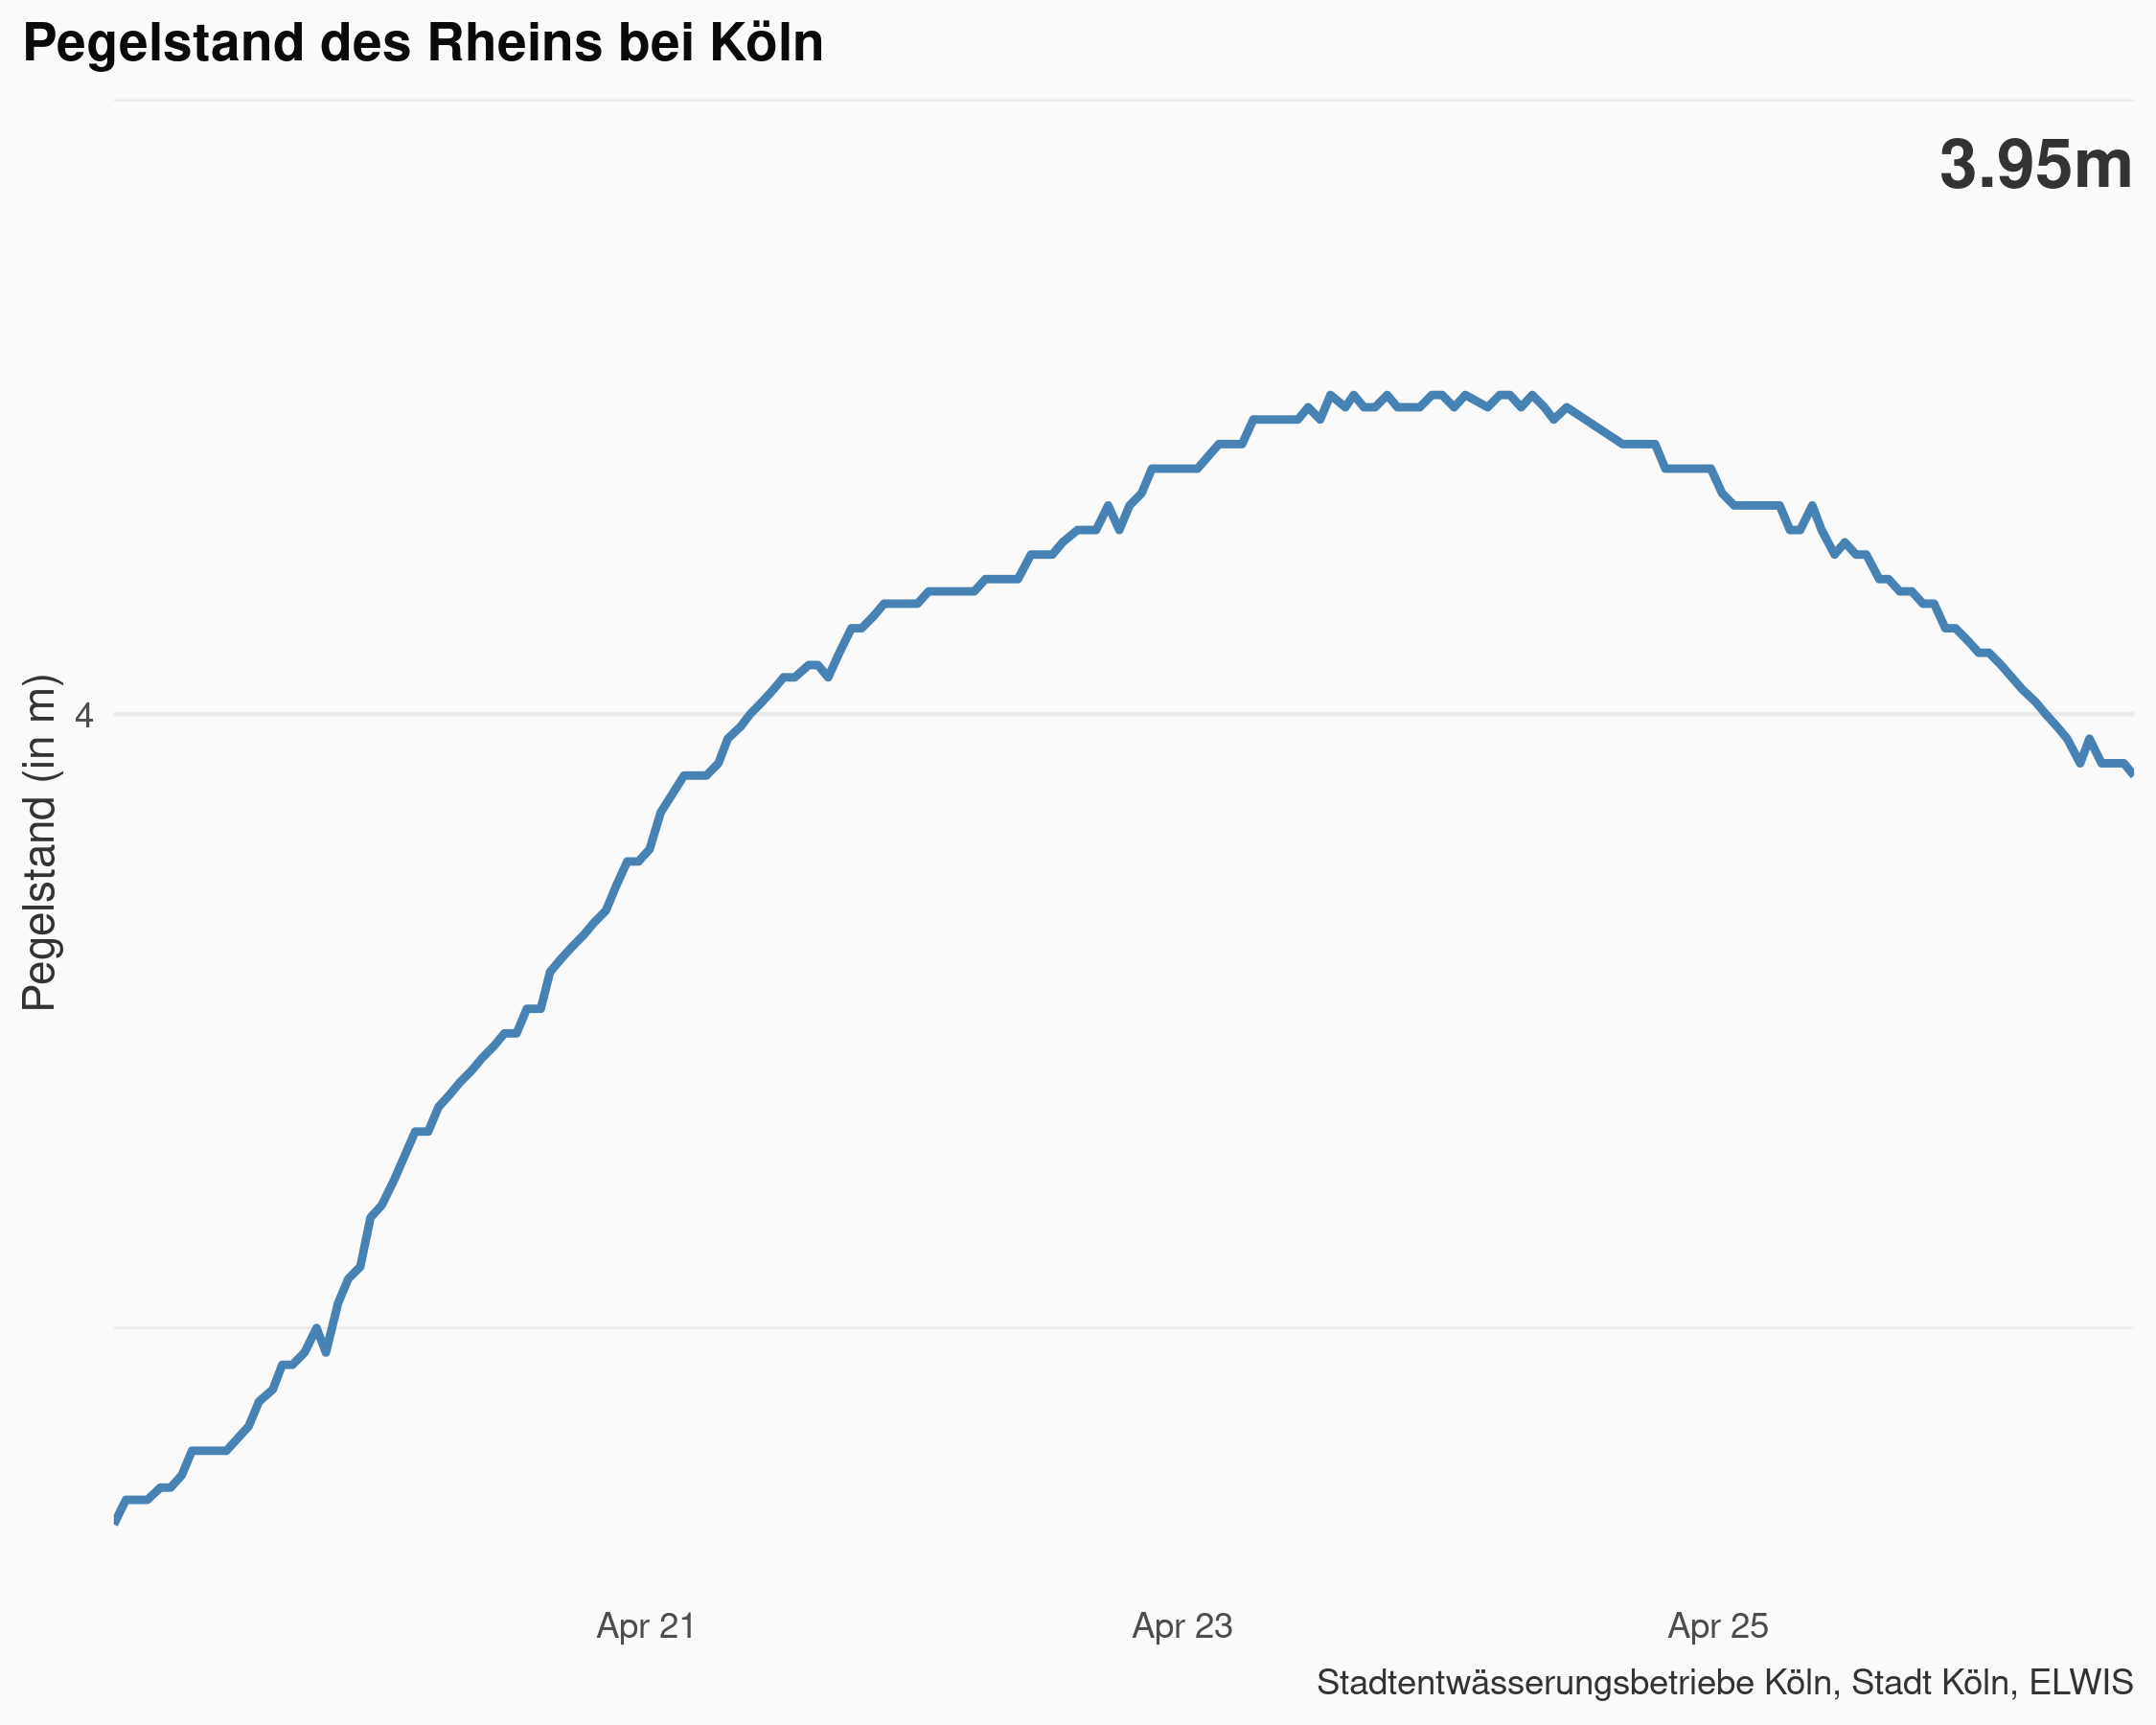 Pegelstand des Rheins bei Köln
3.95m
Pegelstand (in m)
4
Apr 21
Apr 23
Apr 25
Stadtentwässerungsbetriebe Köln, Stadt Köln, ELWIS